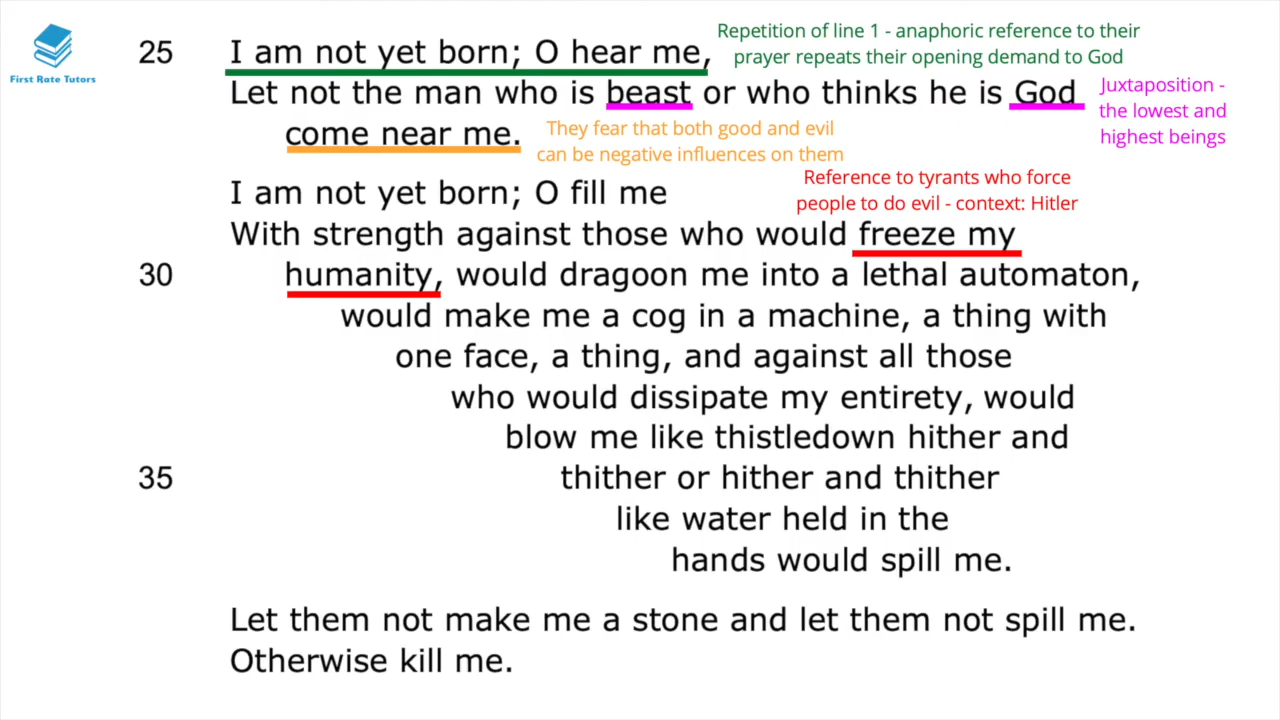 First Rate Tutors
25 I am not yet born; O hear me,
Repetition of line 1 - anaphoric reference to their
prayer repeats their opening demand to God
Let not the man who is beast or who thinks he is God
Juxtaposition -
the lowest and
highest beings
come near me.
They fear that both good and evil
can be negative influences on them
I am not yet born; O fill me
Reference to tyrants who force
people to do evil - context: Hitler
With strength against those who would freeze my
30 humanity, would dragoon me into a lethal automaton,
would make me a cog in a machine, a thing with
one face, a thing, and against all those
who would dissipate my entirety, would
blow me like thistledown hither and
35 thither or hither and thither
like water held in the
hands would spill me.
Let them not make me a stone and let them not spill me.
Otherwise kill me.